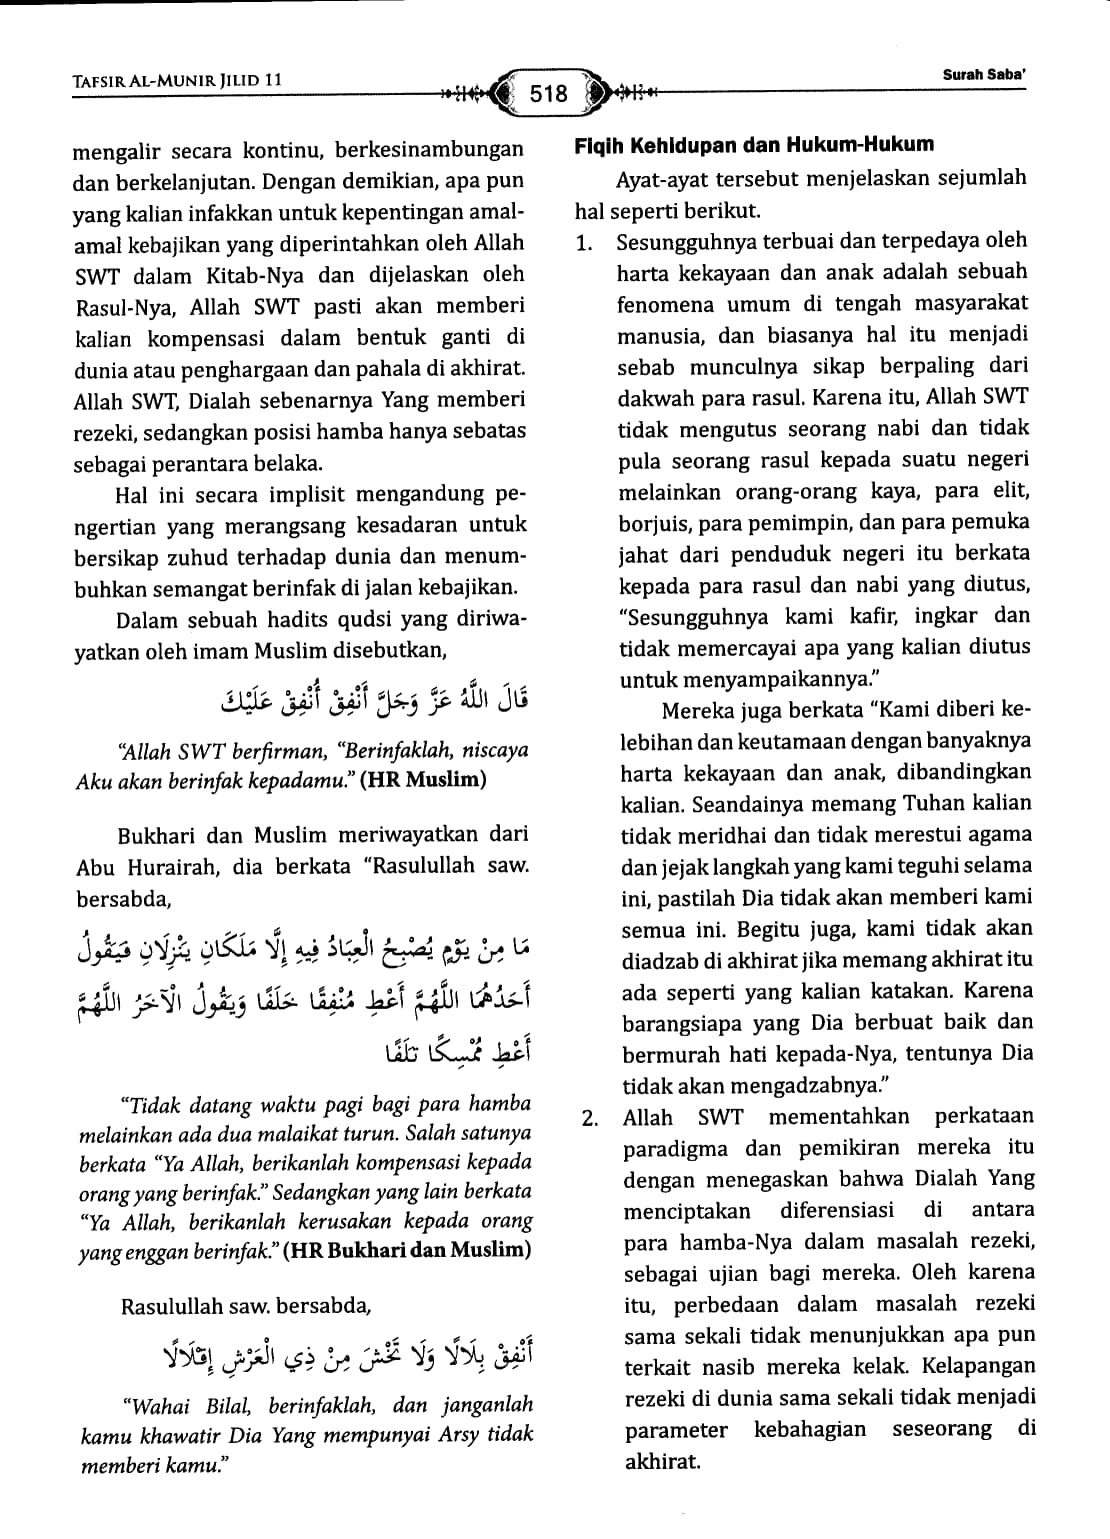 TAFSIR AL-MUNIR JILID 11
518
Surah Saba'
mengalir secara kontinu, berkesinambungan
dan berkelanjutan. Dengan demikian, apa pun
yang kalian infakkan untuk kepentingan amal-
amal kebajikan yang diperintahkan oleh Allah
SWT dalam Kitab-Nya dan dijelaskan oleh
Rasul-Nya, Allah SWT pasti akan memberi
kalian kompensasi dalam bentuk ganti di
dunia atau penghargaan dan pahala di akhirat.
Allah SWT, Dialah sebenarnya Yang memberi
rezeki, sedangkan posisi hamba hanya sebatas
sebagai perantara belaka.
Hal ini secara implisit mengandung pe-
ngertian yang merangsang kesadaran untuk
bersikap zuhud terhadap dunia dan menum-
buhkan semangat berinfak di jalan kebajikan.
Dalam sebuah hadits qudsi yang diriwa-
yatkan oleh imam Muslim disebutkan,
قَالَ اللَّهُ عَزَّ وَجَلَّ أَنْفِقْ أُنْفِقْ عَلَيْكَ
“Allah SWT berfirman, “Berinfaklah, niscaya
Aku akan berinfak kepadamu.” (HR Muslim)
Bukhari dan Muslim meriwayatkan dari
Abu Hurairah, dia berkata “Rasulullah saw.
bersabda,
مَا مِنْ يَوْمٍ يُصْبِحُ الْعِبَادُ فِيهِ إِلَّا مَلَكَانِ يَنْزِلَانِ فَيَقُولُ
أَحَدُهُمَا اللَّهُمَّ أَعْطِ مُنْفِقًا خَلَفًا وَيَقُولُ الْآخَرُ اللَّهُمَّ
أَعْطِ مُمْسِكًا تَلَفًا
“Tidak datang waktu pagi bagi para hamba
melainkan ada dua malaikat turun. Salah satunya
berkata “Ya Allah, berikanlah kompensasi kepada
orang yang berinfak.” Sedangkan yang lain berkata
“Ya Allah, berikanlah kerusakan kepada orang
yang enggan berinfak.” (HR Bukhari dan Muslim)
Rasulullah saw. bersabda,
أَنْفِقْ بِلَالًا وَلَا تَخْشَ مِنْ ذِي الْعَرْشِ إِقْلَالًا
“Wahai Bilal, berinfaklah, dan janganlah
kamu khawatir Dia Yang mempunyai Arsy tidak
memberi kamu.”
Fiqih Kehidupan dan Hukum-Hukum
Ayat-ayat tersebut menjelaskan sejumlah
hal seperti berikut.
1. Sesungguhnya terbuai dan terpedaya oleh
harta kekayaan dan anak adalah sebuah
fenomena umum di tengah masyarakat
manusia, dan biasanya hal itu menjadi
sebab munculnya sikap berpaling dari
dakwah para rasul. Karena itu, Allah SWT
tidak mengutus seorang nabi dan tidak
pula seorang rasul kepada suatu negeri
melainkan orang-orang kaya, para elit,
borjuis, para pemimpin, dan para pemuka
jahat dari penduduk negeri itu berkata
kepada para rasul dan nabi yang diutus,
“Sesungguhnya kami kafir, ingkar dan
tidak memercayai apa yang kalian diutus
untuk menyampaikannya.”
Mereka juga berkata “Kami diberi ke-
lebihan dan keutamaan dengan banyaknya
harta kekayaan dan anak, dibandingkan
kalian. Seandainya memang Tuhan kalian
tidak meridhai dan tidak merestui agama
dan jejak langkah yang kami teguhi selama
ini, pastilah Dia tidak akan memberi kami
semua ini. Begitu juga, kami tidak akan
diadzab di akhirat jika memang akhirat itu
ada seperti yang kalian katakan. Karena
barangsiapa yang Dia berbuat baik dan
bermurah hati kepada-Nya, tentunya Dia
tidak akan mengadzabnya.”
2. Allah SWT mementahkan perkataan
paradigma dan pemikiran mereka itu
dengan menegaskan bahwa Dialah Yang
menciptakan diferensiasi di antara
para hamba-Nya dalam masalah rezeki,
sebagai ujian bagi mereka. Oleh karena
itu, perbedaan dalam masalah rezeki
sama sekali tidak menunjukkan apa pun
terkait nasib mereka kelak. Kelapangan
rezeki di dunia sama sekali tidak menjadi
parameter kebahagian seseorang di
akhirat.